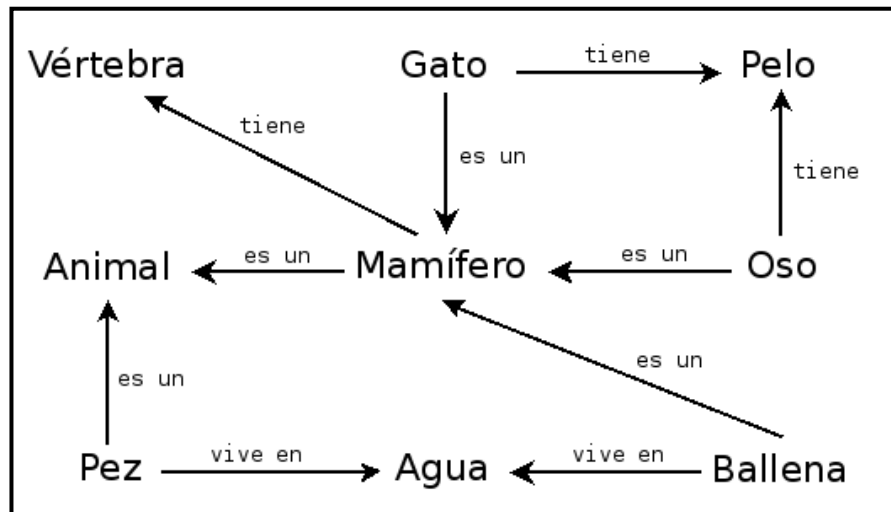 Vértebra
Gato
tiene
Pelo
tiene
es un
tiene
Animal
es un
Mamífero
es un
Oso
es un
es un
Pez
vive en
Agua
vive en
Ballena